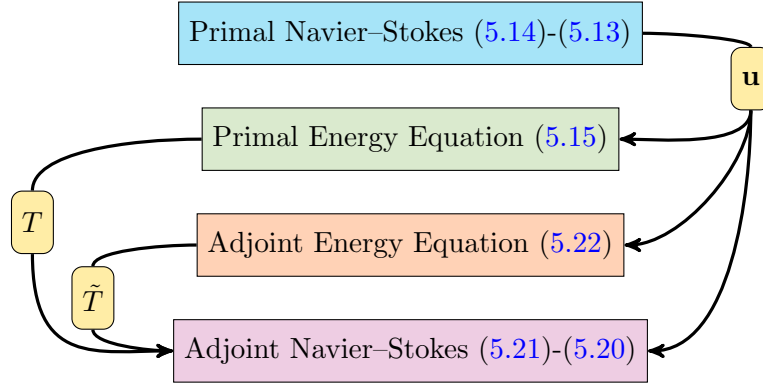 Primal Navier–Stokes (5.14)-(5.13)
u
Primal Energy Equation (5.15)
T
Adjoint Energy Equation (5.22)
T̃
Adjoint Navier–Stokes (5.21)-(5.20)